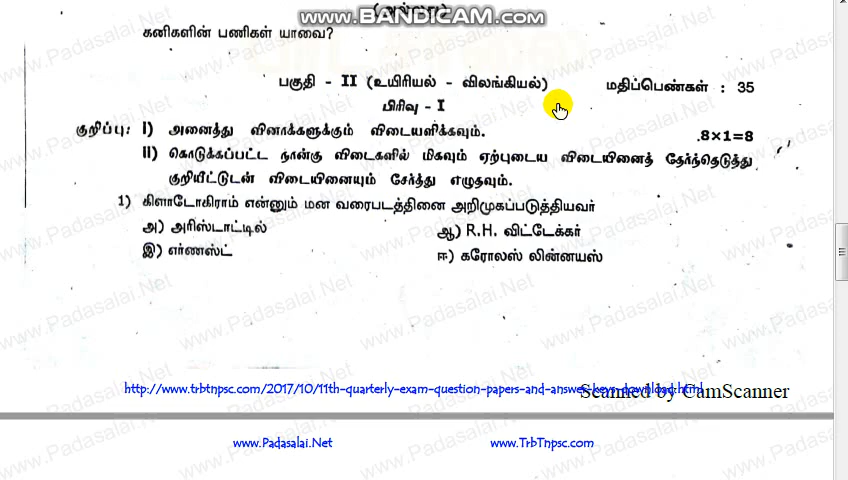 (அல்லது)
www.BANDICAM.com
கனிகளின் பணிகள் யாவை?
பகுதி - II (உயிரியல் - விலங்கியல்) மதிப்பெண்கள் : 35
பிரிவு - I
குறிப்பு: I) அனைத்து வினாக்களுக்கும் விடையளிக்கவும். 8×1=8
II) கொடுக்கப்பட்ட நான்கு விடைகளில் மிகவும் ஏற்புடைய விடையினைத் தேர்ந்தெடுத்து
குறியீட்டுடன் விடையினையும் சேர்த்து எழுதவும்.
1) கிளாடோகிராம் என்னும் மன வரைபடத்தினை அறிமுகப்படுத்தியவர்
அ) அரிஸ்டாட்டில் ஆ) R.H. விட்டேக்கர்
இ) எர்ணஸ்ட் ஈ) கரோலஸ் லின்னயஸ்
http://www.trbtnpsc.com/2017/10/11th-quarterly-exam-question-papers-and-answer-keys-download.html
Scanned by CamScanner
www.Padasalai.Net www.TrbTnpsc.com